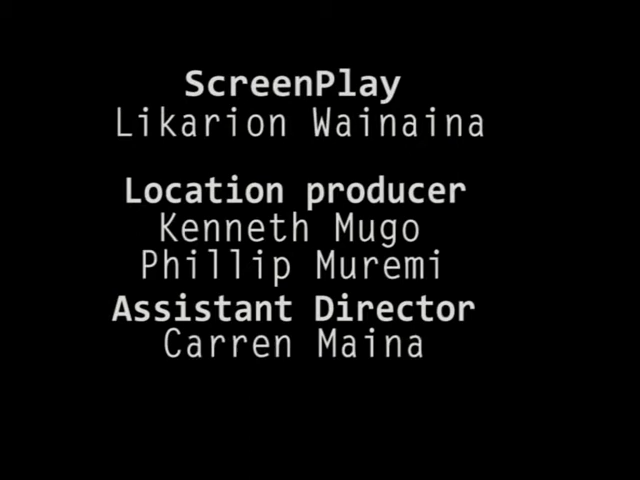 ScreenPlay
Likarion Wainaina
Location producer
Kenneth Mugo
Phillip Muremi
Assistant Director
Carren Maina